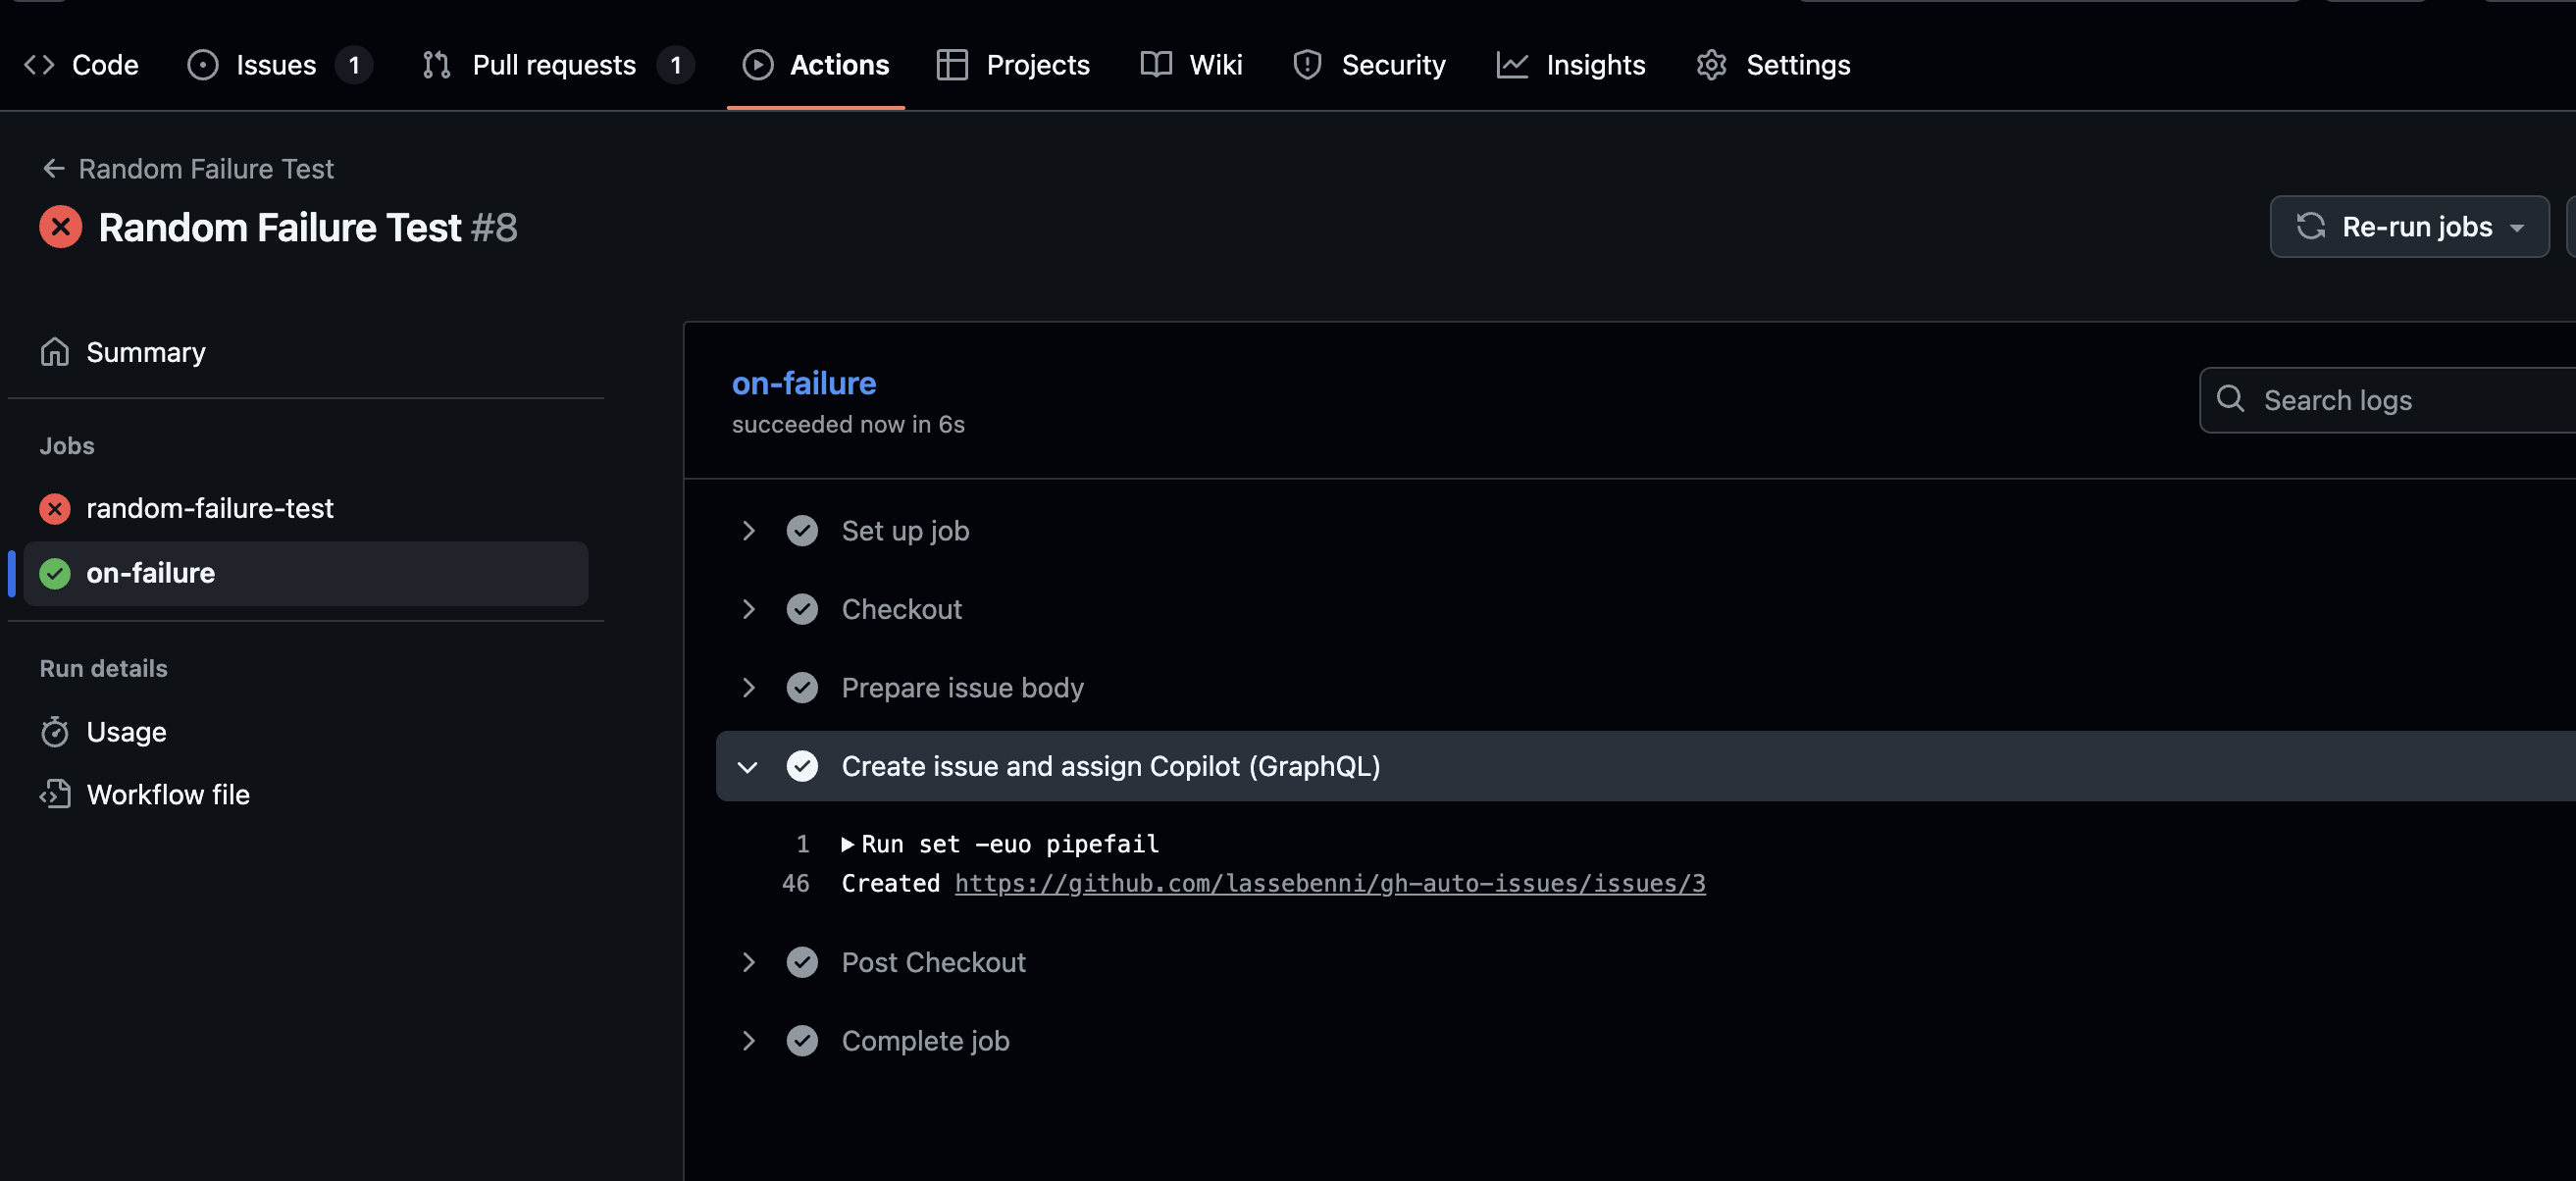 Code Issues 1 Pull requests 1 Actions Projects Wiki Security Insights Settings
Random Failure Test
Random Failure Test #8
Re-run jobs
Summary
Jobs
random-failure-test
on-failure
Run details
Usage
Workflow file
on-failure
succeeded now in 6s
Search logs
Set up job
Checkout
Prepare issue body
Create issue and assign Copilot (GraphQL)
1 Run set -euo pipefail
46 Created https://github.com/lassebenni/gh-auto-issues/issues/3
Post Checkout
Complete job